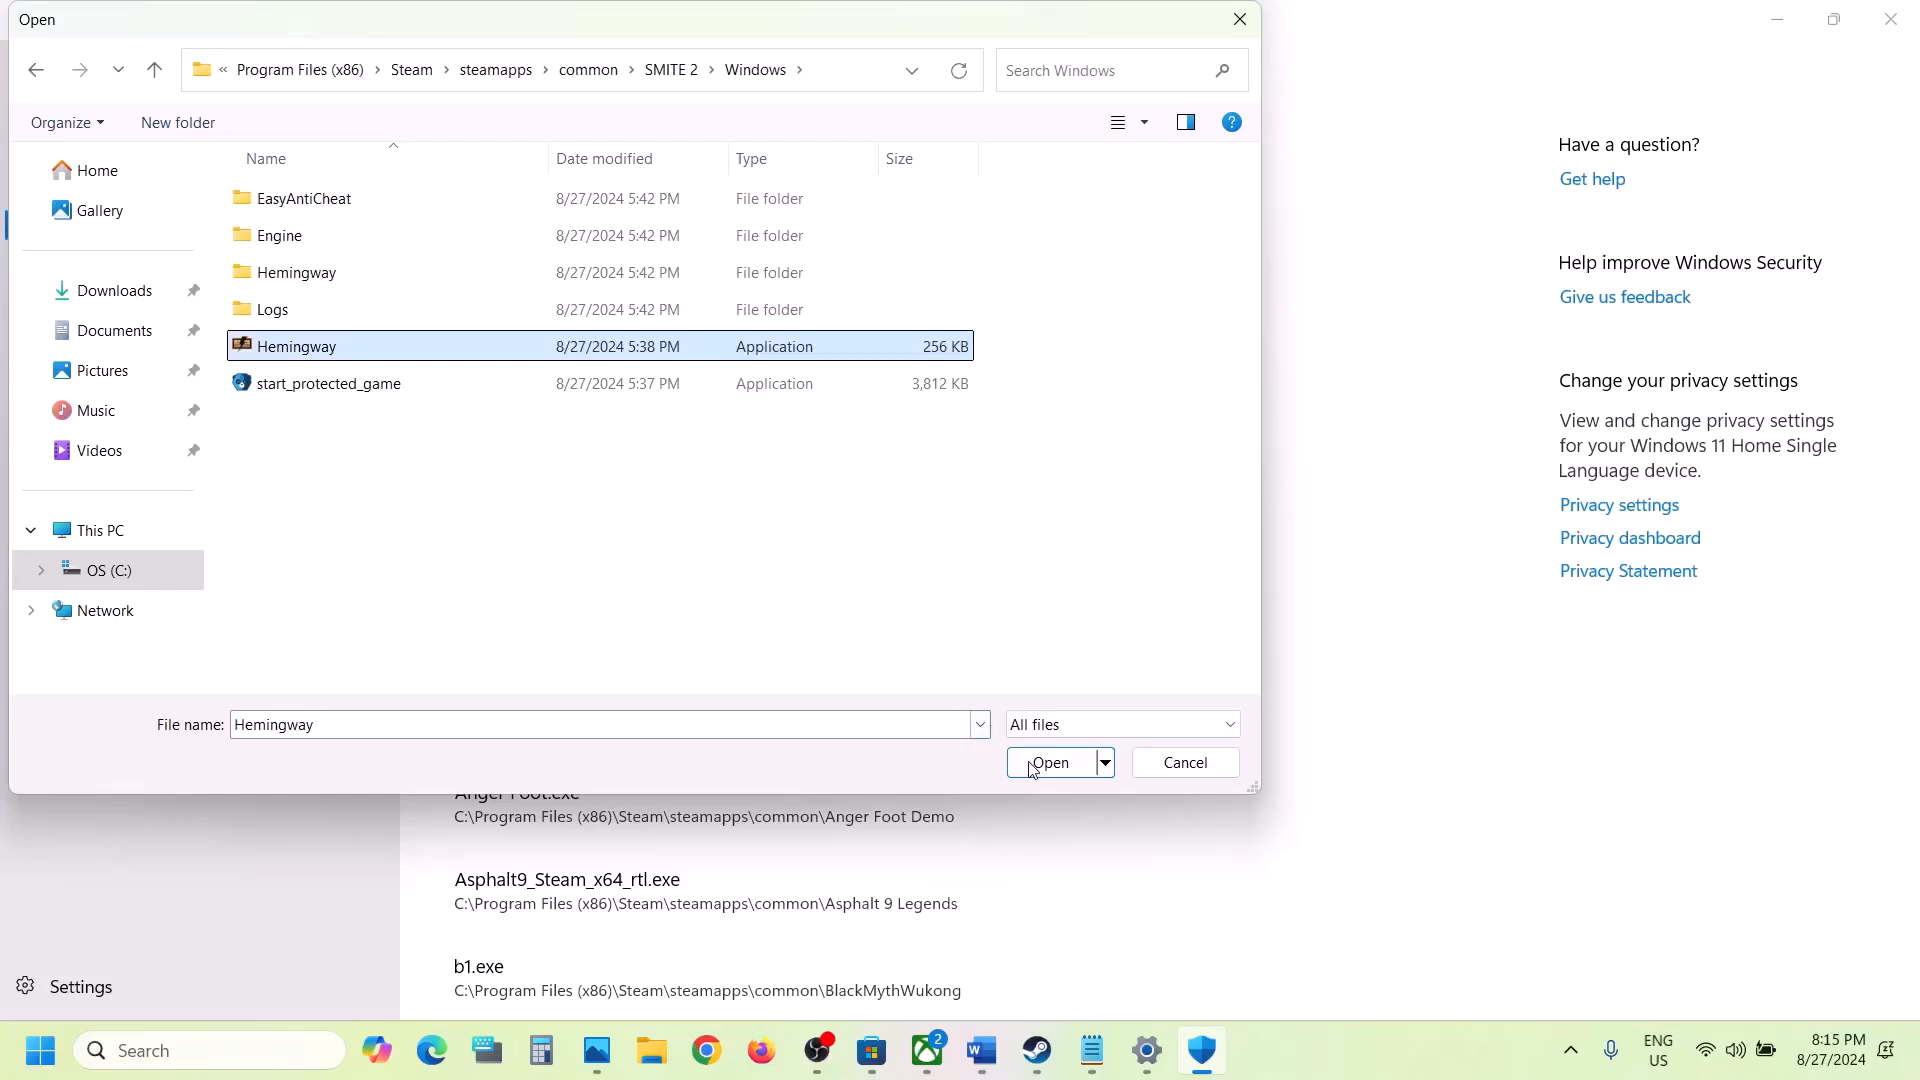 Open
« Program Files (x86) > Steam > steamapps > common > SMITE 2 > Windows >
Search Windows
Organize
New folder
Name Date modified Type Size
Home
Gallery
Downloads
Documents
Pictures
Music
Videos
This PC
OS (C:)
Network
EasyAntiCheat 8/27/2024 5:42 PM File folder
Engine 8/27/2024 5:42 PM File folder
Hemingway 8/27/2024 5:42 PM File folder
Logs 8/27/2024 5:42 PM File folder
Hemingway 8/27/2024 5:38 PM Application 256 KB
start_protected_game 8/27/2024 5:37 PM Application 3,812 KB
File name: Hemingway
All files
Open
Cancel
Have a question?
Get help
Help improve Windows Security
Give us feedback
Change your privacy settings
View and change privacy settings
for your Windows 11 Home Single
Language device.
Privacy settings
Privacy dashboard
Privacy Statement
Anger Foot.exe
C:\Program Files (x86)\Steam\steamapps\common\Anger Foot Demo
Asphalt9_Steam_x64_rtl.exe
C:\Program Files (x86)\Steam\steamapps\common\Asphalt 9 Legends
b1.exe
C:\Program Files (x86)\Steam\steamapps\common\BlackMythWukong
Settings
Search
2
ENG
US
8:15 PM
8/27/2024